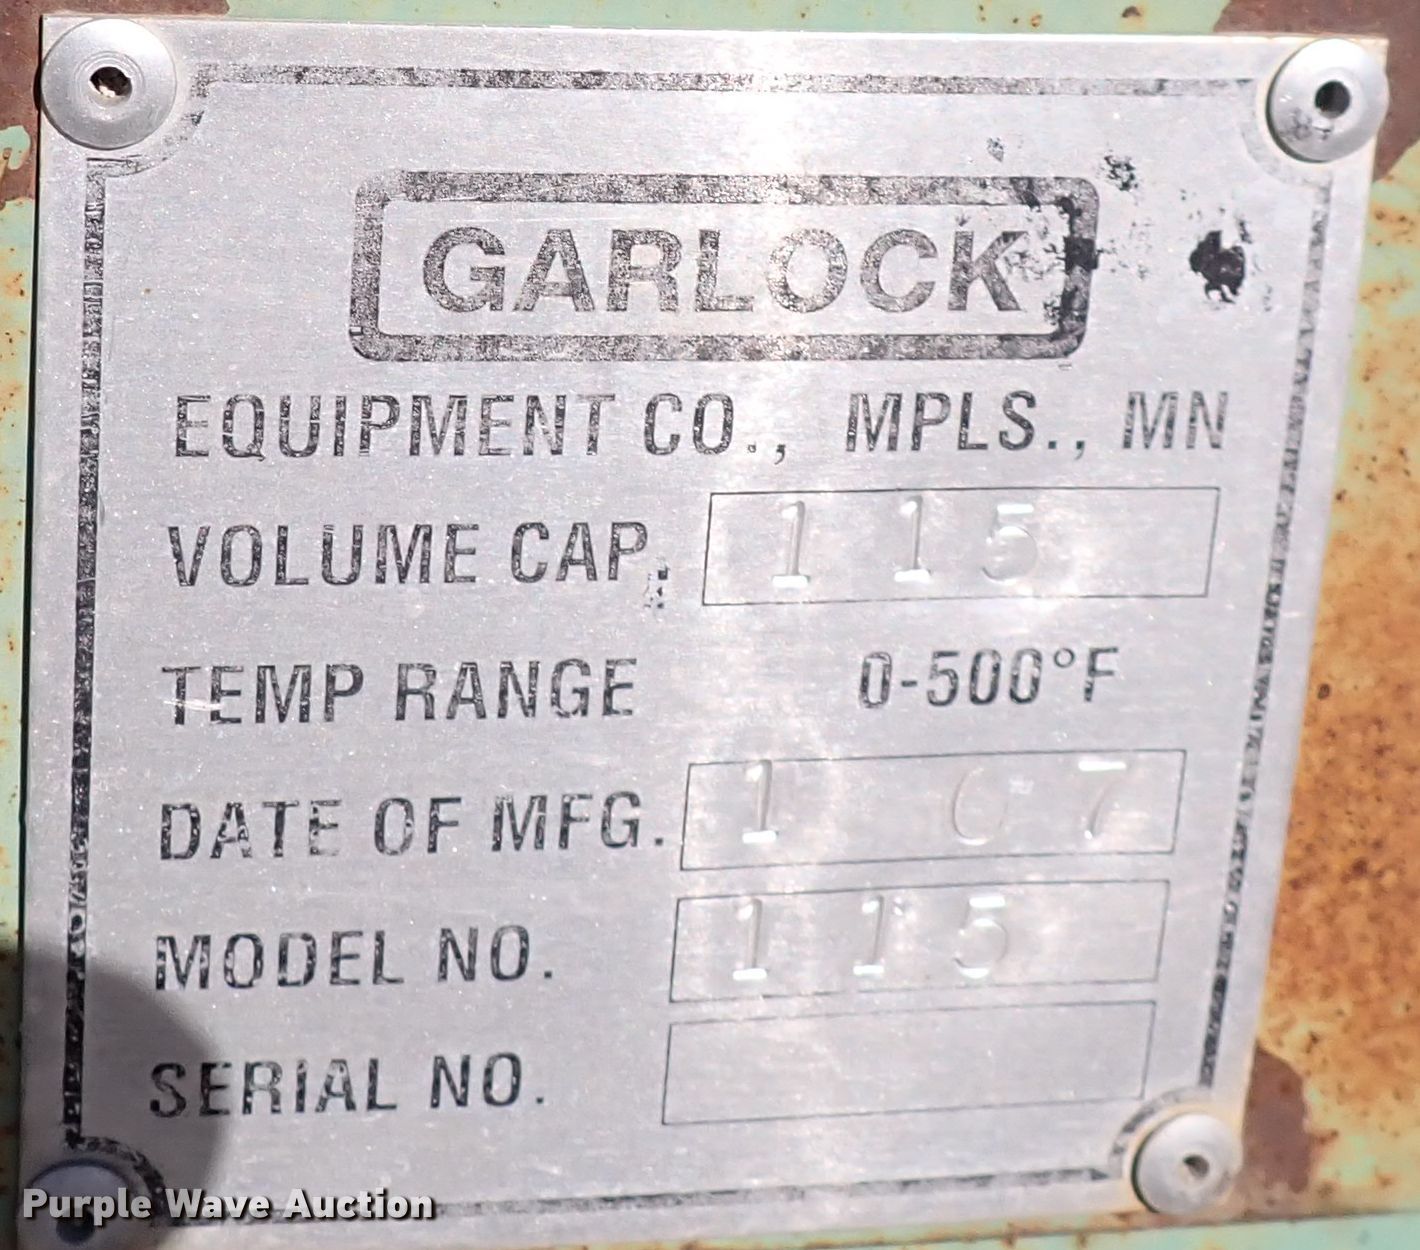 GARLOCK
EQUIPMENT CO., MPLS., MN
VOLUME CAP. 115
TEMP RANGE 0-500°F
DATE OF MFG. 1 07
MODEL NO. 115
SERIAL NO.
Purple Wave Auction